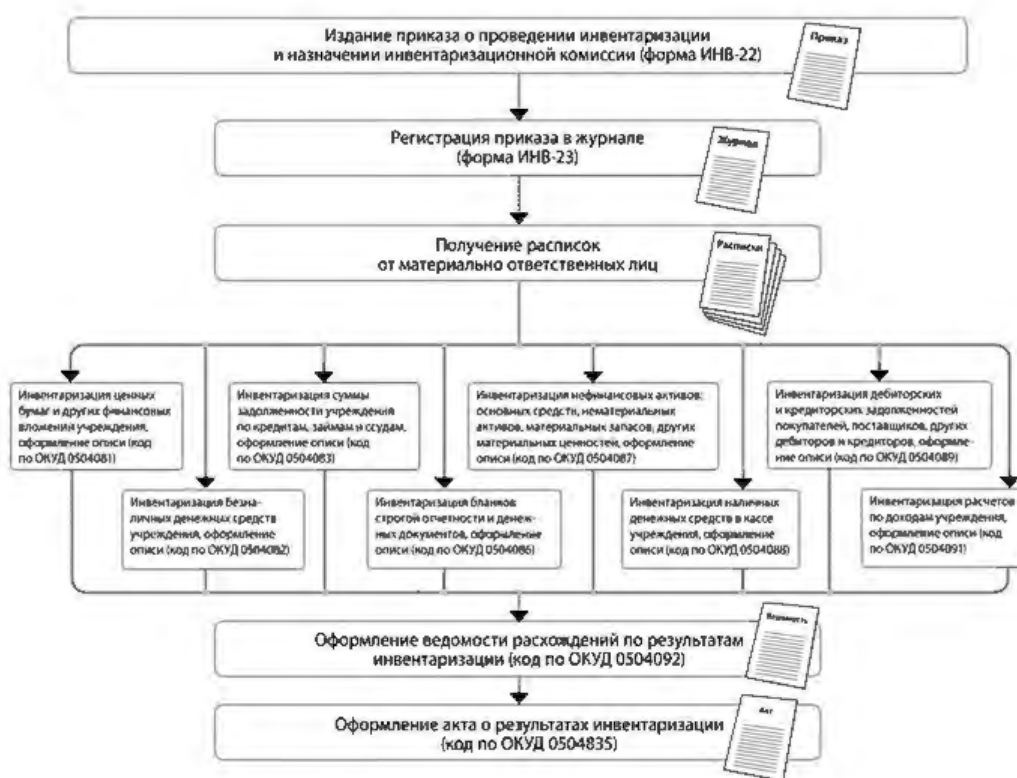 Издание приказа о проведении инвентаризации
и назначении инвентаризационной комиссии (форма ИНВ-22)
Приказ
Регистрация приказа в журнале
(форма ИНВ-23)
Журнал
Получение расписок
от материально ответственных лиц
Расписки
Инвентаризация ценных
бумаг и других финансовых
вложений учреждения,
оформление описи (код
по ОКУД 0504081)
Инвентаризация суммы
задолженности учреждения
по кредитам, займам и ссудам,
оформление описи (код
по ОКУД 0504083)
Инвентаризация нефинансовых активов:
основных средств, нематериальных
активов, материальных запасов, других
материальных ценностей, оформление
описи (код по ОКУД 0504087)
Инвентаризация дебиторских
и кредиторских задолженностей
покупателей, поставщиков, других
дебиторов и кредиторов, оформле-
ние описи (код по ОКУД 0504089)
Инвентаризация безна-
личных денежных средств
учреждения, оформление
описи (код по ОКУД 0504082)
Инвентаризация бланков
строгой отчетности и денеж-
ных документов, оформление
описи (код по ОКУД 0504086)
Инвентаризация наличных
денежных средств в кассе
учреждения, оформление
описи (код по ОКУД 0504088)
Инвентаризация расчетов
по доходам учреждения,
оформление описи (код
по ОКУД 0504091)
Оформление ведомости расхождений по результатам
инвентаризации (код по ОКУД 0504092)
Ведомость
Оформление акта о результатах инвентаризации
(код по ОКУД 0504835)
Акт